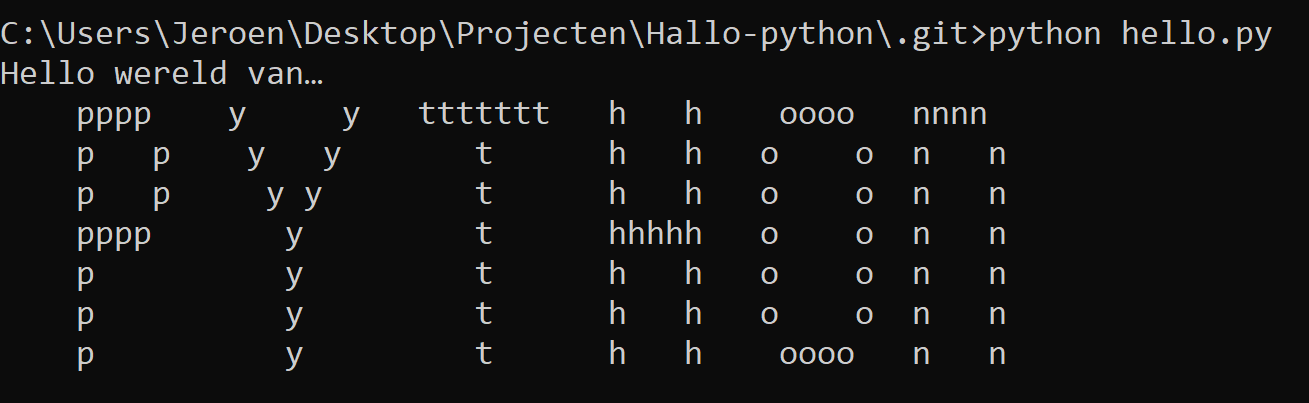 C:\Users\Jeroen\Desktop\Projecten\Hallo-python\.git>python hello.py
Hello wereld van…
    pppp    y     y   ttttttt   h   h    oooo   nnnn
    p   p    y   y       t      h   h   o    o  n   n
    p   p     y y        t      h   h   o    o  n   n
    pppp       y         t      hhhhh   o    o  n   n
    p          y         t      h   h   o    o  n   n
    p          y         t      h   h   o    o  n   n
    p          y         t      h   h    oooo   n   n